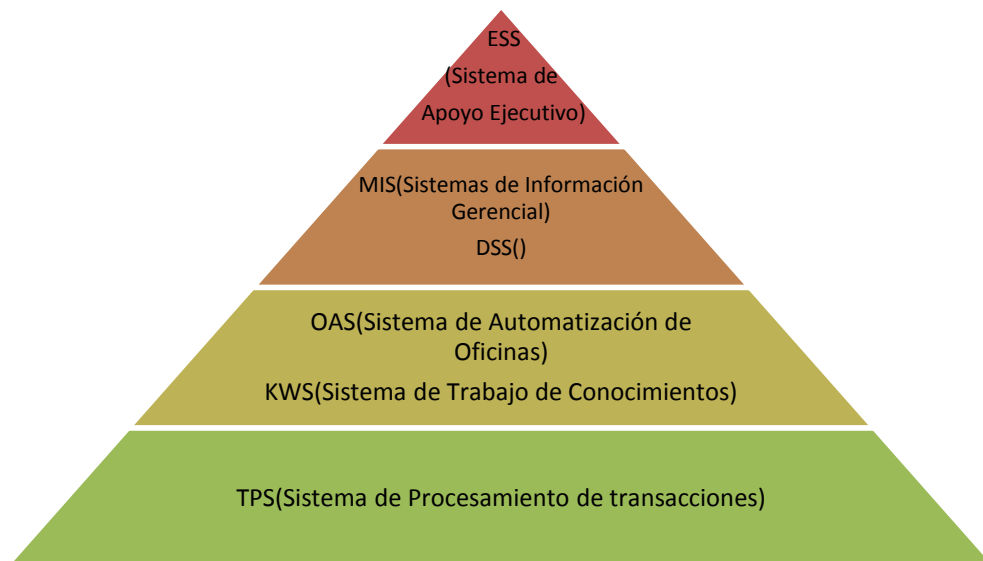 ESS
(Sistema de
Apoyo Ejecutivo)
MIS(Sistemas de Información
Gerencial)
DSS()
OAS(Sistema de Automatización de
Oficinas)
KWS(Sistema de Trabajo de Conocimientos)
TPS(Sistema de Procesamiento de transacciones)